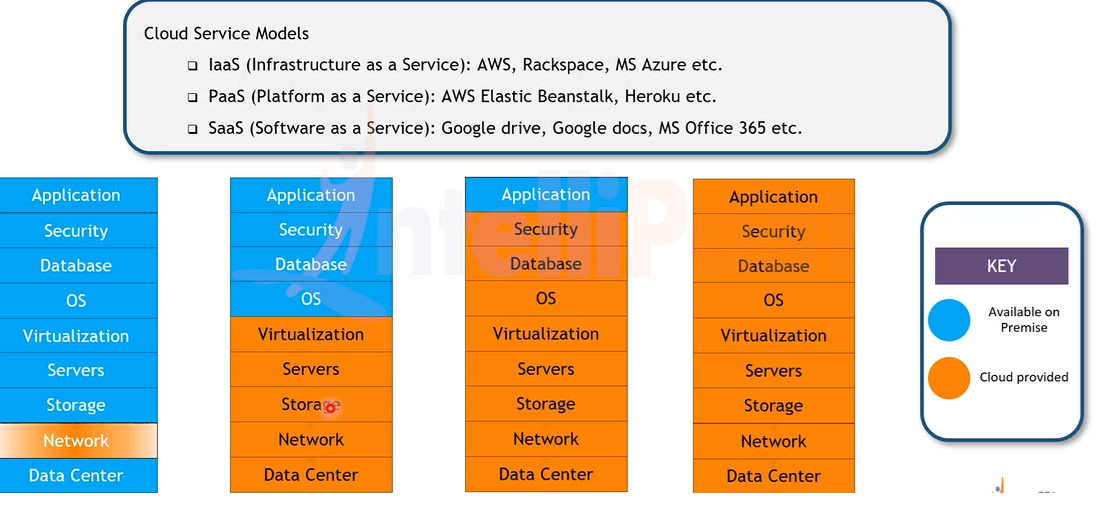 Cloud Service Models
❑ IaaS (Infrastructure as a Service): AWS, Rackspace, MS Azure etc.
❑ PaaS (Platform as a Service): AWS Elastic Beanstalk, Heroku etc.
❑ SaaS (Software as a Service): Google drive, Google docs, MS Office 365 etc.
Application
Security
Database
OS
Virtualization
Servers
Storage
Network
Data Center
Application
Security
Database
OS
Virtualization
Servers
Storage
Network
Data Center
Application
Security
Database
OS
Virtualization
Servers
Storage
Network
Data Center
Application
Security
Database
OS
Virtualization
Servers
Storage
Network
Data Center
KEY
Available on
Premise
Cloud provided